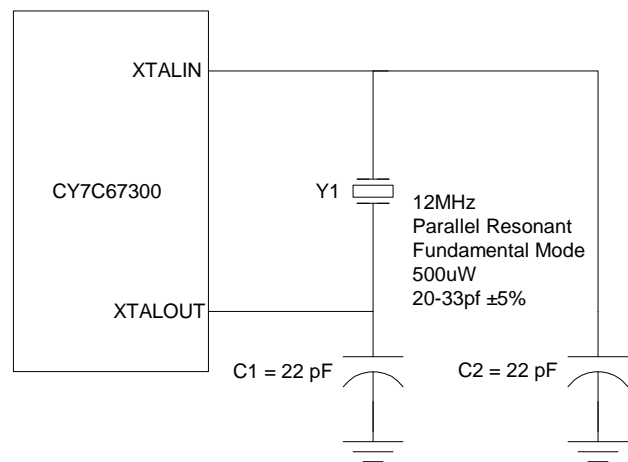 XTALIN
CY7C67300
Y1
12MHz
Parallel Resonant
Fundamental Mode
500uW
20-33pf ±5%
XTALOUT
C1 = 22 pF
C2 = 22 pF